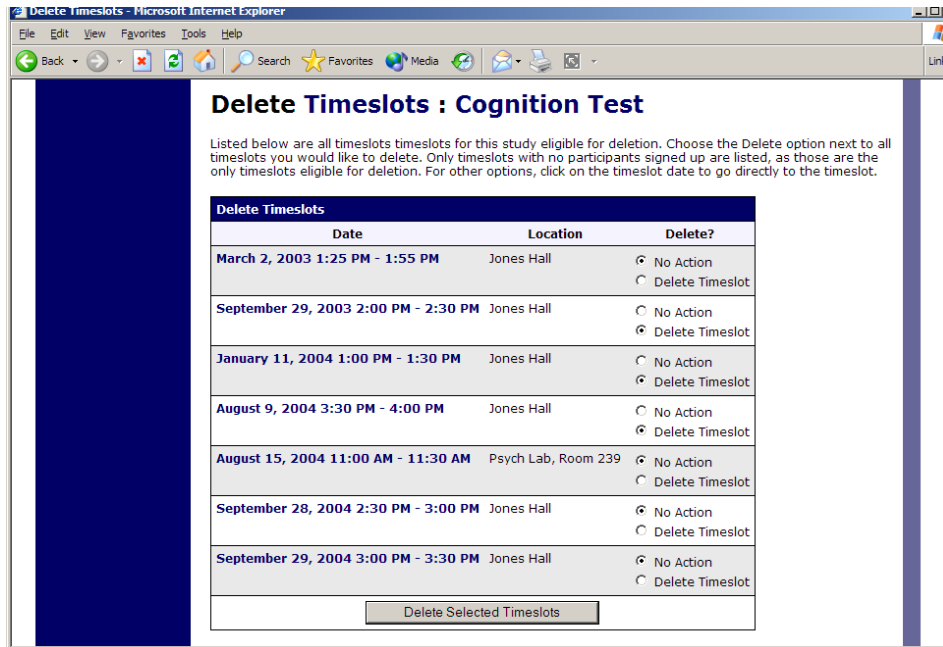 Delete Timeslots - Microsoft Internet Explorer
File Edit View Favorites Tools Help
Back Search Favorites Media
Delete Timeslots : Cognition Test
Listed below are all timeslots timeslots for this study eligible for deletion. Choose the Delete option next to all
timeslots you would like to delete. Only timeslots with no participants signed up are listed, as those are the
only timeslots eligible for deletion. For other options, click on the timeslot date to go directly to the timeslot.
Delete Timeslots
Date Location Delete?
March 2, 2003 1:25 PM - 1:55 PM Jones Hall No Action
Delete Timeslot
September 29, 2003 2:00 PM - 2:30 PM Jones Hall No Action
Delete Timeslot
January 11, 2004 1:00 PM - 1:30 PM Jones Hall No Action
Delete Timeslot
August 9, 2004 3:30 PM - 4:00 PM Jones Hall No Action
Delete Timeslot
August 15, 2004 11:00 AM - 11:30 AM Psych Lab, Room 239 No Action
Delete Timeslot
September 28, 2004 2:30 PM - 3:00 PM Jones Hall No Action
Delete Timeslot
September 29, 2004 3:00 PM - 3:30 PM Jones Hall No Action
Delete Timeslot
Delete Selected Timeslots